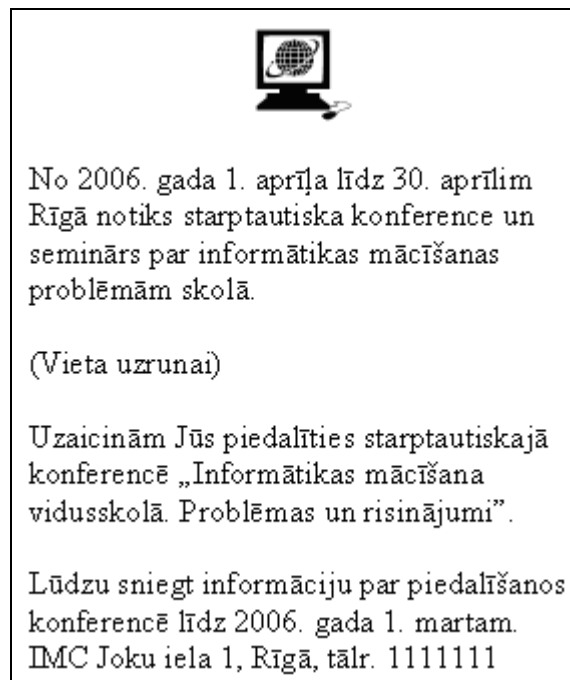 No 2006. gada 1. aprīļa līdz 30. aprīlim
Rīgā notiks starptautiska konference un
seminārs par informātikas mācīšanas
problēmām skolā.
(Vieta uzrunai)
Uzaicinām Jūs piedalīties starptautiskajā
konferencē „Informātikas mācīšana
vidusskolā. Problēmas un risinājumi”.
Lūdzu sniegt informāciju par piedalīšanos
konferencē līdz 2006. gada 1. martam.
IMC Joku iela 1, Rīgā, tālr. 1111111